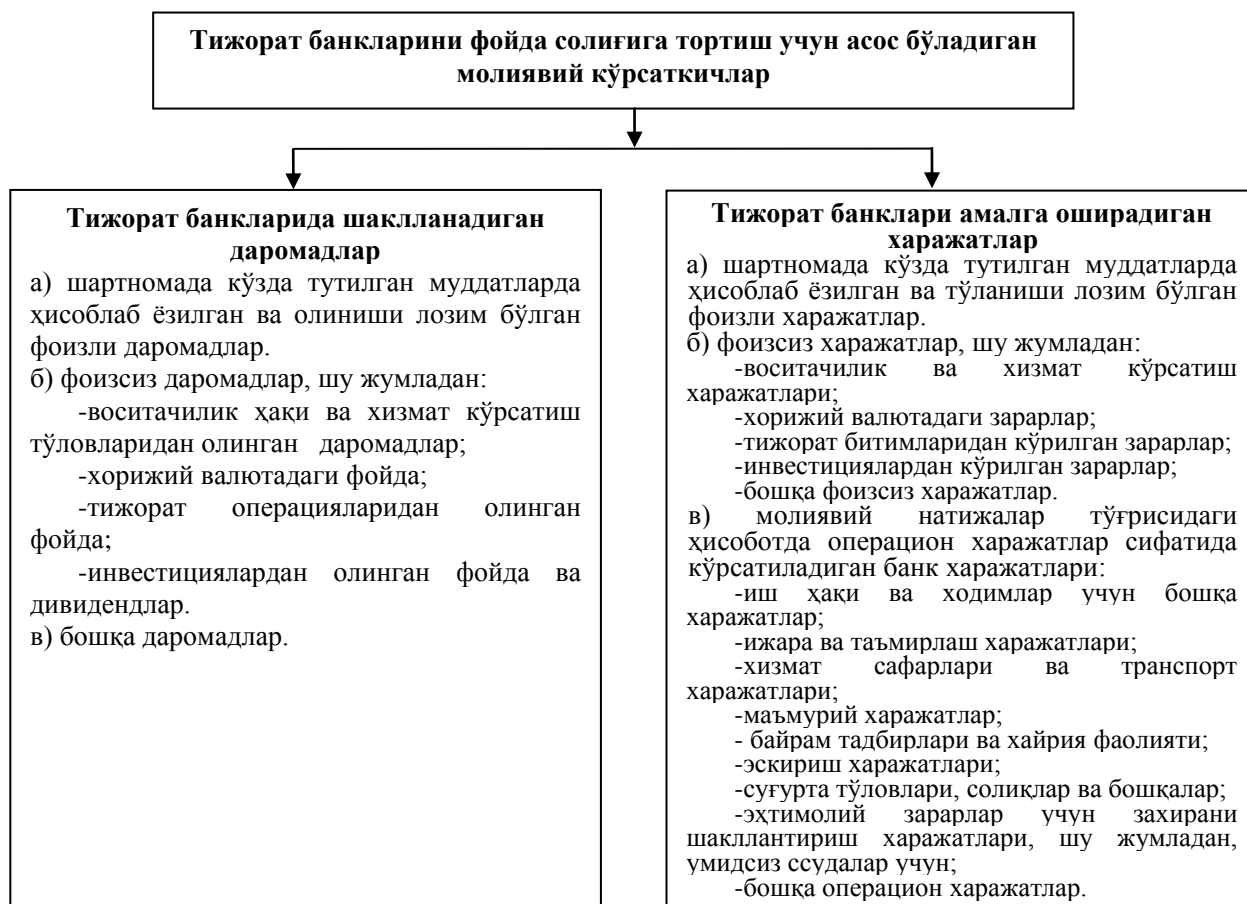 Тижорат банкларини фойда солиғига тортиш учун асос бўладиган
молиявий кўрсаткичлар
Тижорат банкларида шаклланадиган
даромадлар
а) шартномада кўзда тутилган муддатларда
ҳисоблаб ёзилган ва олиниши лозим бўлган
фоизли даромадлар.
б) фоизсиз даромадлар, шу жумладан:
-воситачилик ҳақи ва хизмат кўрсатиш
тўловларидан олинган даромадлар;
-хорижий валютадаги фойда;
-тижорат операцияларидан олинган
фойда;
-инвестициялардан олинган фойда ва
дивидендлар.
в) бошқа даромадлар.
Тижорат банклари амалга оширадиган
харажатлар
а) шартномада кўзда тутилган муддатларда
ҳисоблаб ёзилган ва тўланиши лозим бўлган
фоизли харажатлар.
б) фоизсиз харажатлар, шу жумладан:
-воситачилик ва хизмат кўрсатиш
харажатлари;
-хорижий валютадаги зарарлар;
-тижорат битимларидан кўрилган зарарлар;
-инвестициялардан кўрилган зарарлар;
-бошқа фоизсиз харажатлар.
в) молиявий натижалар тўғрисидаги
ҳисоботда операцион харажатлар сифатида
кўрсатиладиган банк харажатлари:
-иш ҳақи ва ходимлар учун бошқа
харажатлар;
-ижара ва таъмирлаш харажатлари;
-хизмат сафарлари ва транспорт
харажатлари;
-маъмурий харажатлар;
- байрам тадбирлари ва хайрия фаолияти;
-эскириш харажатлари;
-суғурта тўловлари, солиқлар ва бошқалар;
-эҳтимолий зарарлар учун захирани
шакллантириш харажатлари, шу жумладан,
умидсиз ссудалар учун;
-бошқа операцион харажатлар.